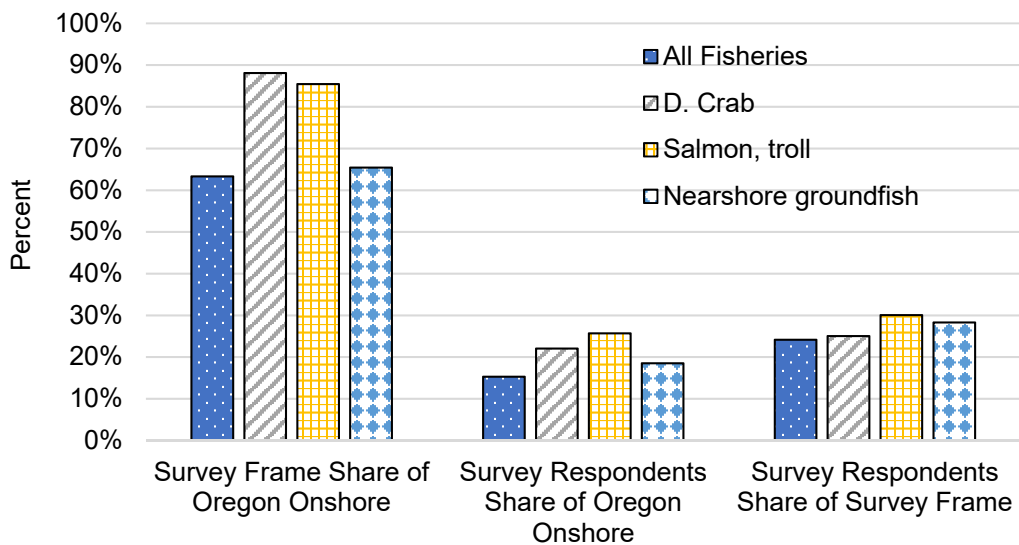 100%
90%
80%
70%
60%
50%
40%
30%
20%
10%
0%
Percent
All Fisheries
D. Crab
Salmon, troll
Nearshore groundfish
Survey Frame Share of
Oregon Onshore
Survey Respondents
Share of Oregon
Onshore
Survey Respondents
Share of Survey Frame